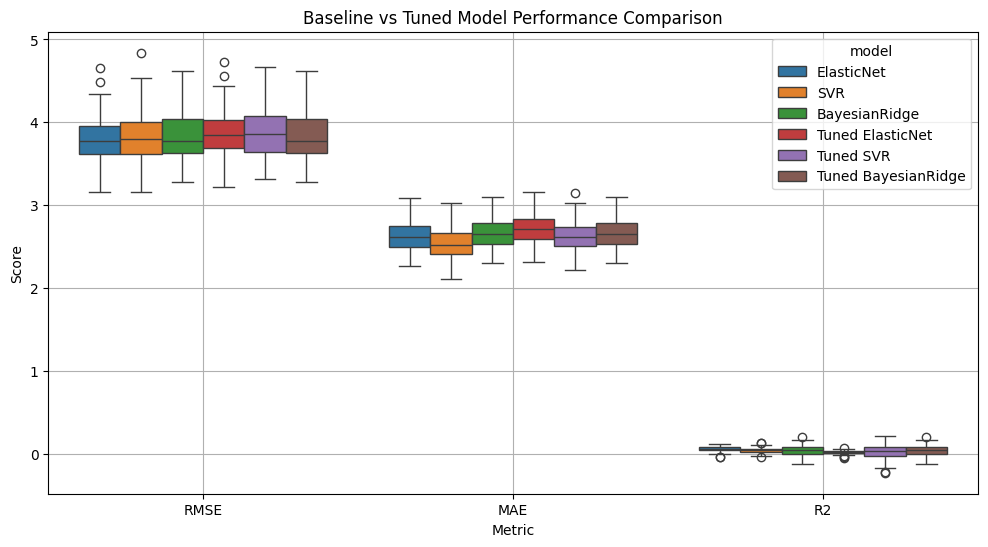 Baseline vs Tuned Model Performance Comparison
model
ElasticNet
SVR
BayesianRidge
Tuned ElasticNet
Tuned SVR
Tuned BayesianRidge
Score
5
4
3
2
1
0
RMSE
MAE
R2
Metric